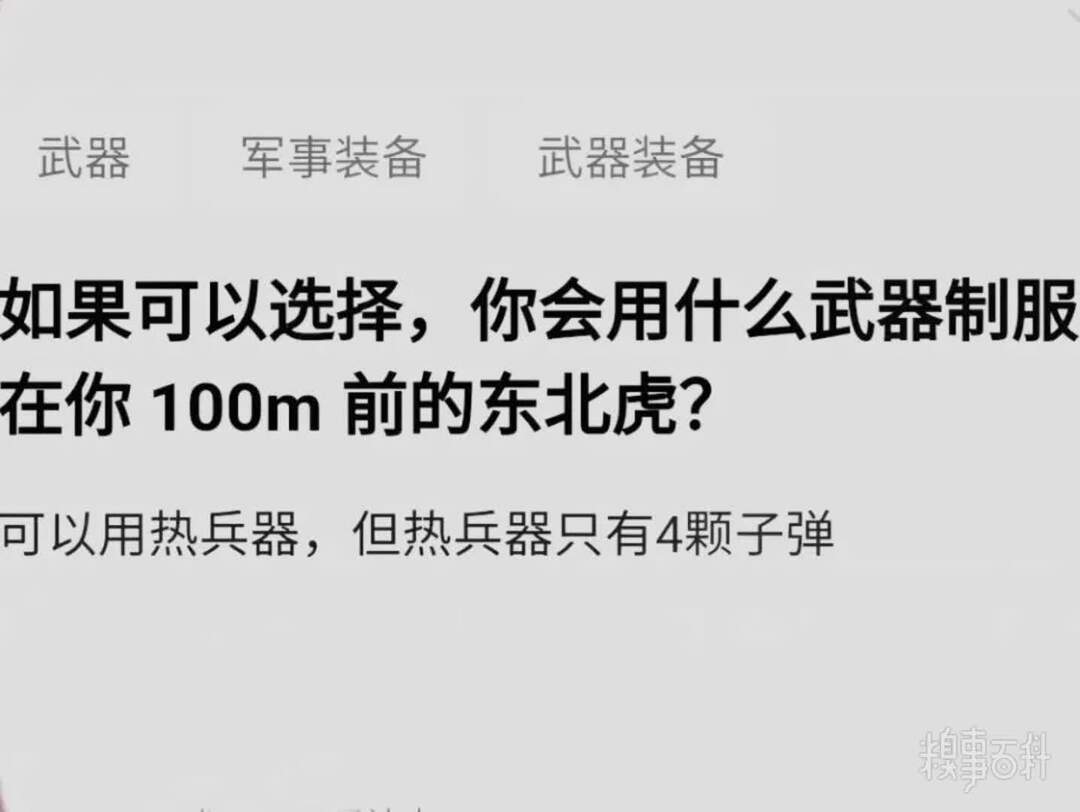 武器 军事装备 武器装备
如果可以选择，你会用什么武器制服
在你 100m 前的东北虎？
可以用热兵器，但热兵器只有4颗子弹
糗事百科